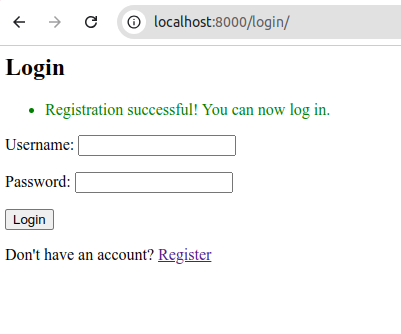 localhost:8000/login/
Login
Registration successful! You can now log in.
Username:
Password:
Login
Don't have an account? Register